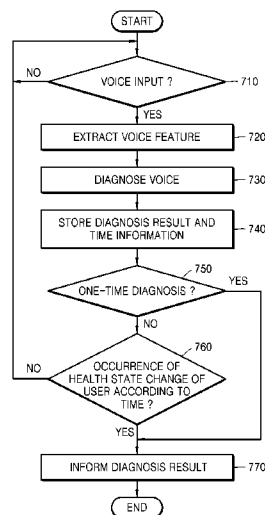 START
NO
VOICE INPUT ?
710
YES
EXTRACT VOICE FEATURE
720
DIAGNOSE VOICE
730
STORE DIAGNOSIS RESULT AND
TIME INFORMATION
740
750
ONE-TIME DIAGNOSIS ?
YES
NO
760
NO
OCCURRENCE OF
HEALTH STATE CHANGE OF
USER ACCORDING TO
TIME ?
YES
INFORM DIAGNOSIS RESULT
770
END